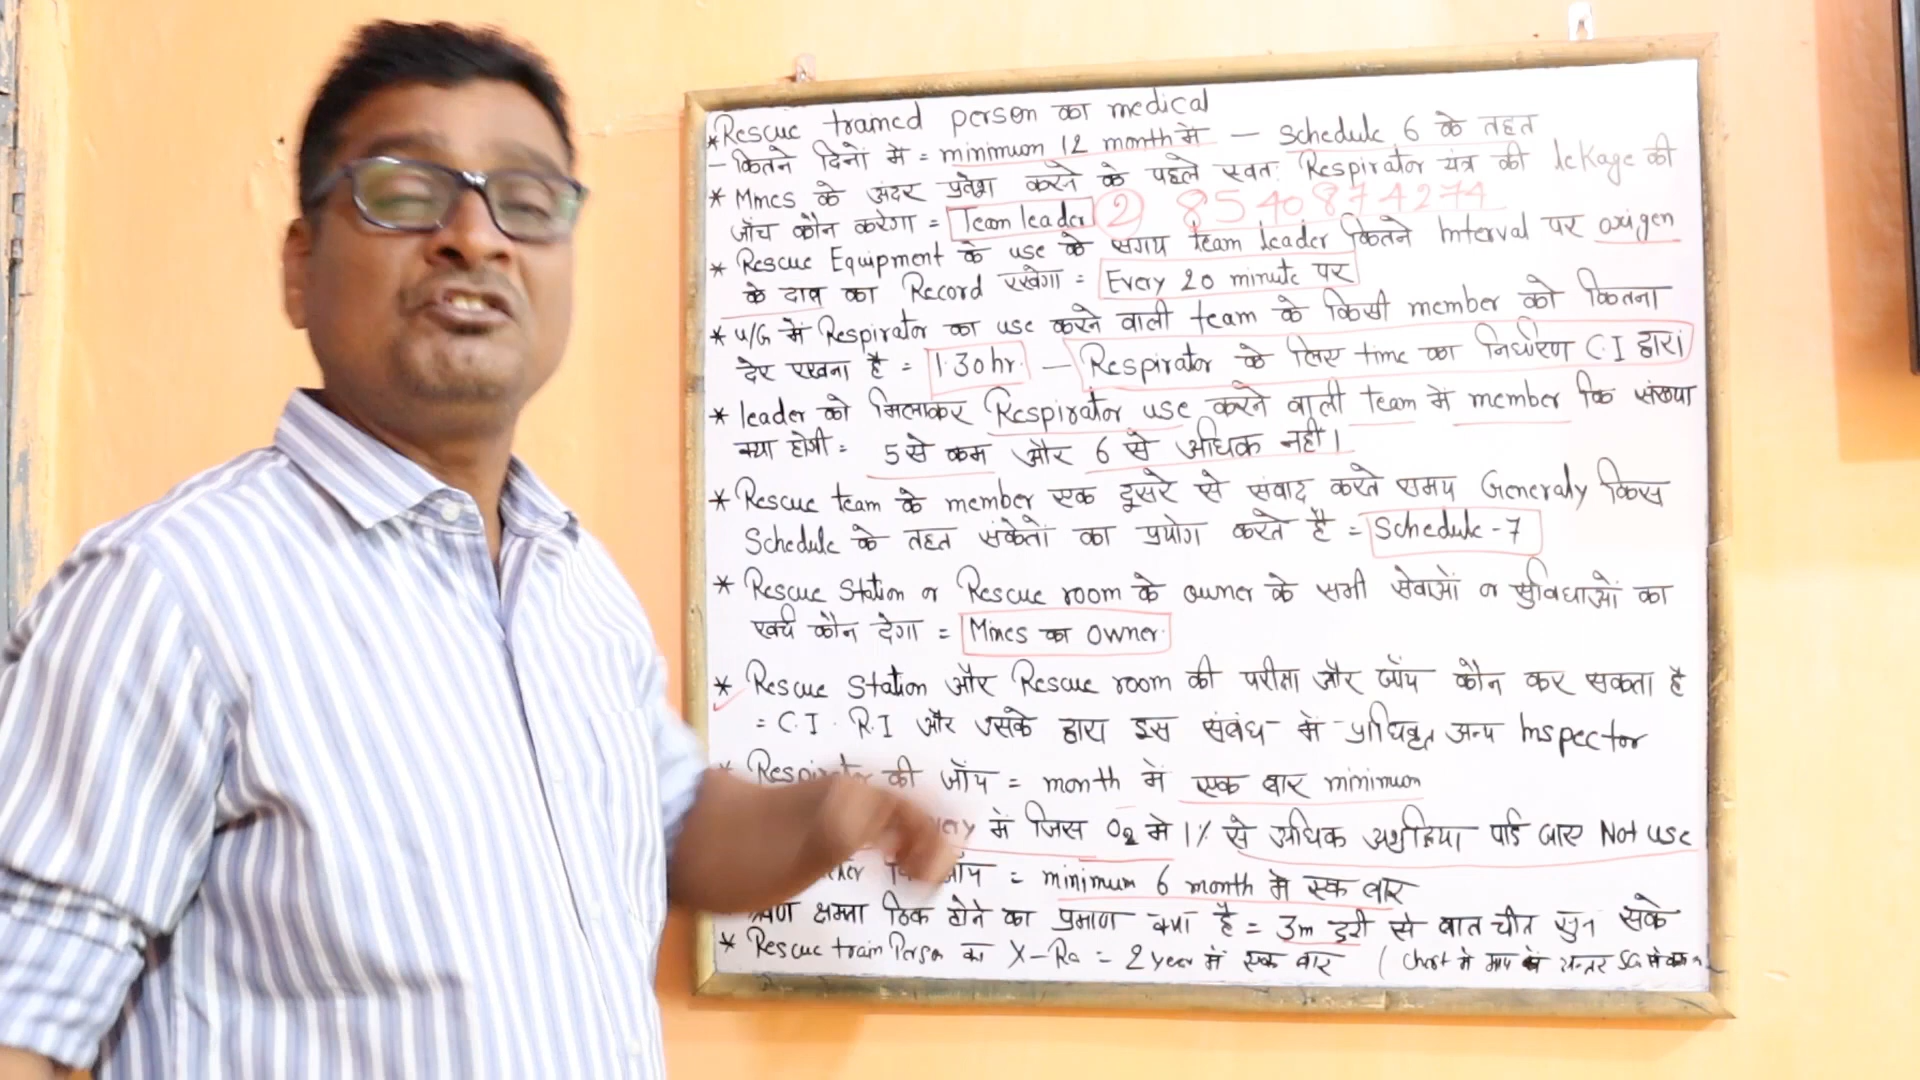 *Rescue trained person का medical
- कितने दिनों में = minimum 12 month में - Schedule 6 के तहत
* Mines के अंदर प्रवेश करने के पहले स्वतः Respirator यंत्र की lekage की
जाँच कौन करेगा = Team leader ② 8540874274
* Rescue Equipment के use के समय team leader कितने Interval पर oxigen
के दाब का Record रखेगा = Every 20 minute पर
* U/G में Respirator का use करने वाली team के किसी member को कितना
देर रखना है = 1.30 hr. - Respirator के लिए time का निर्धारण C.I द्वारा
* leader को मिलाकर Respirator use करने वाली team में member कि संख्या
क्या होगी = 5 से कम और 6 से अधिक नहीं।
* Rescue team के member एक दूसरे से संवाद करते समय Generaly किस
Schedule के तहत संकेतों का प्रयोग करते है = Schedule-7
* Rescue Station or Rescue room के owner के सभी सेवाओं or सुविधाओं का
खर्च कौन देगा = Mines का owner.
* Rescue Station और Rescue room की परीक्षा और जाँच कौन कर सकता है
= C.I. R.I और उसके द्वारा इस संबंध में प्राधिकृत अन्य Inspector
* Respirator की जाँच = month में एक बार minimum
में जिस O2 मे 1% से अधिक अशुद्धिया पाई जाए Not use
जाँच = minimum 6 month में एक बार
क्षमता ठिक होने का प्रमाण क्या है = 3m दुरी से बात चीत सुन सके
* Rescue train Person का X-Ra = 2 year में एक बार ( Chest मे माप